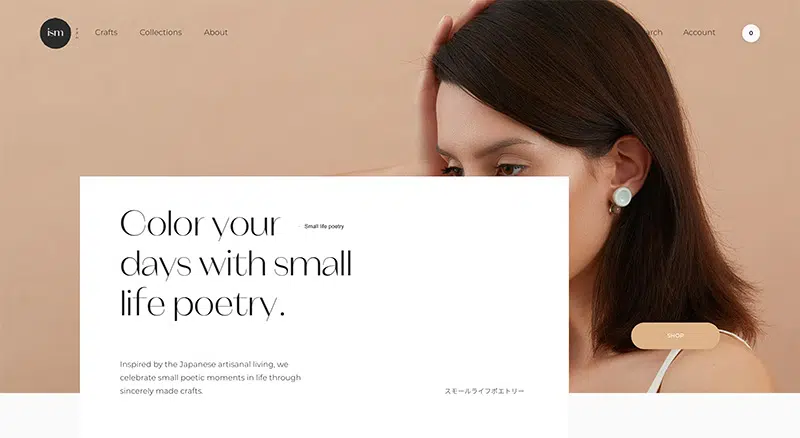 ism
Crafts
Collections
About
Account
0
Color your
Small life poetry
days with small
life poetry.
SHOP
Inspired by the Japanese artisanal living, we
celebrate small poetic moments in life through
sincerely made crafts.
スモールライフポエトリー